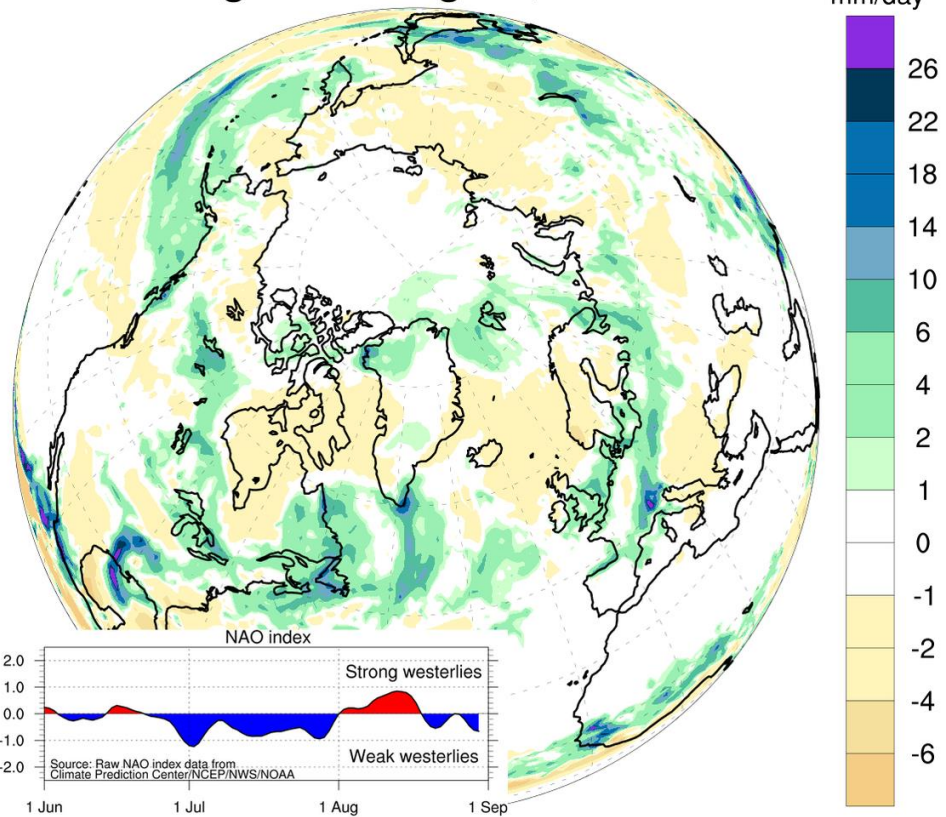 mm/day
26
22
18
14
10
6
4
2
1
0
-1
-2
-4
-6
NAO index
2.0
1.0
0.0
-1.0
-2.0
Strong westerlies
Weak westerlies
Source: Raw NAO index data from
Climate Prediction Center/NCEP/NWS/NOAA
1 Jun
1 Jul
1 Aug
1 Sep